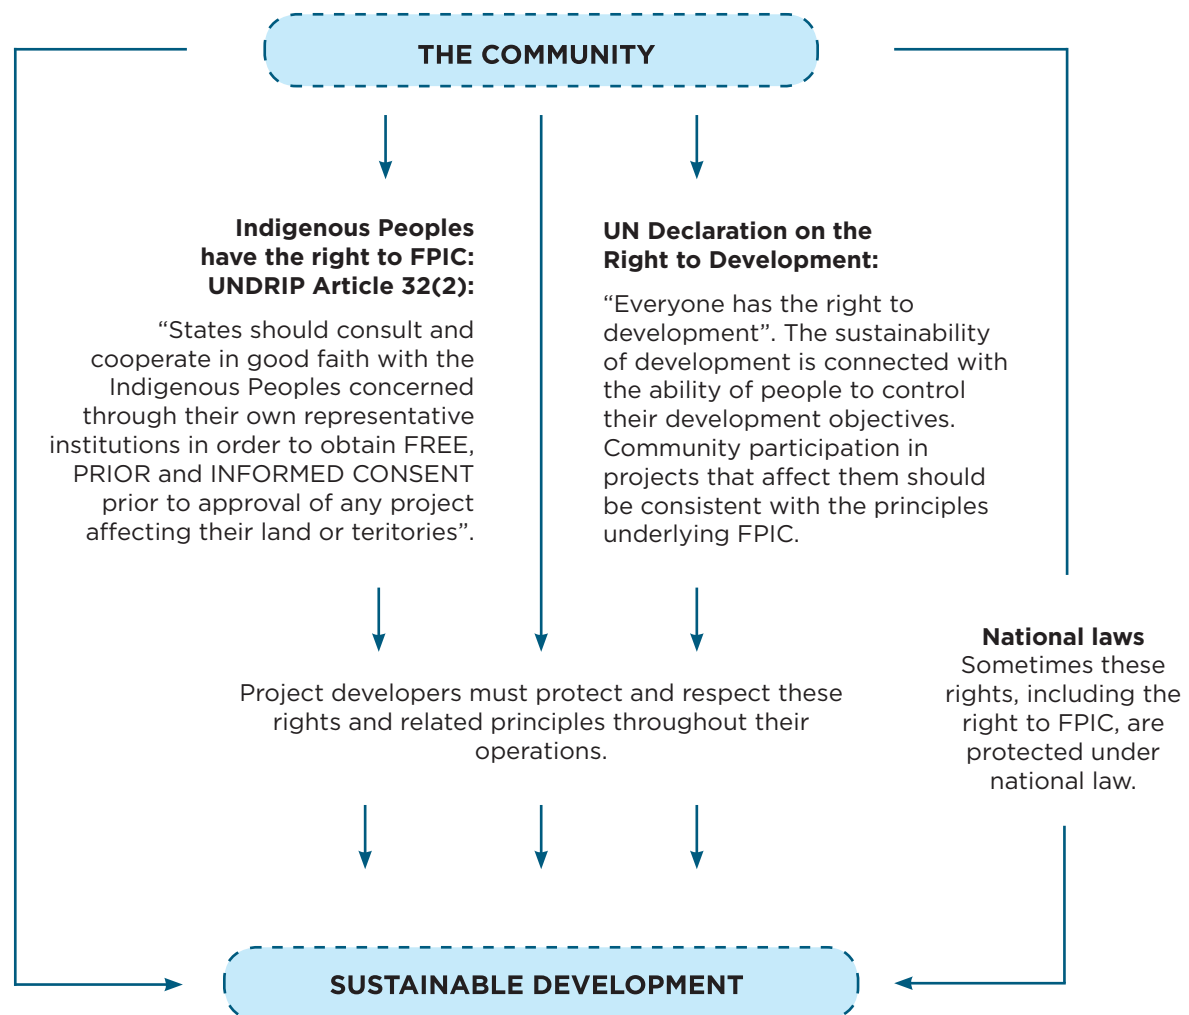 THE COMMUNITY
Indigenous Peoples
have the right to FPIC:
UNDRIP Article 32(2):
“States should consult and
cooperate in good faith with the
Indigenous Peoples concerned
through their own representative
institutions in order to obtain FREE,
PRIOR and INFORMED CONSENT
prior to approval of any project
affecting their land or teritories”.
UN Declaration on the
Right to Development:
“Everyone has the right to
development”. The sustainability
of development is connected with
the ability of people to control
their development objectives.
Community participation in
projects that affect them should
be consistent with the principles
underlying FPIC.
Project developers must protect and respect these
rights and related principles throughout their
operations.
National laws
Sometimes these
rights, including the
right to FPIC, are
protected under
national law.
SUSTAINABLE DEVELOPMENT